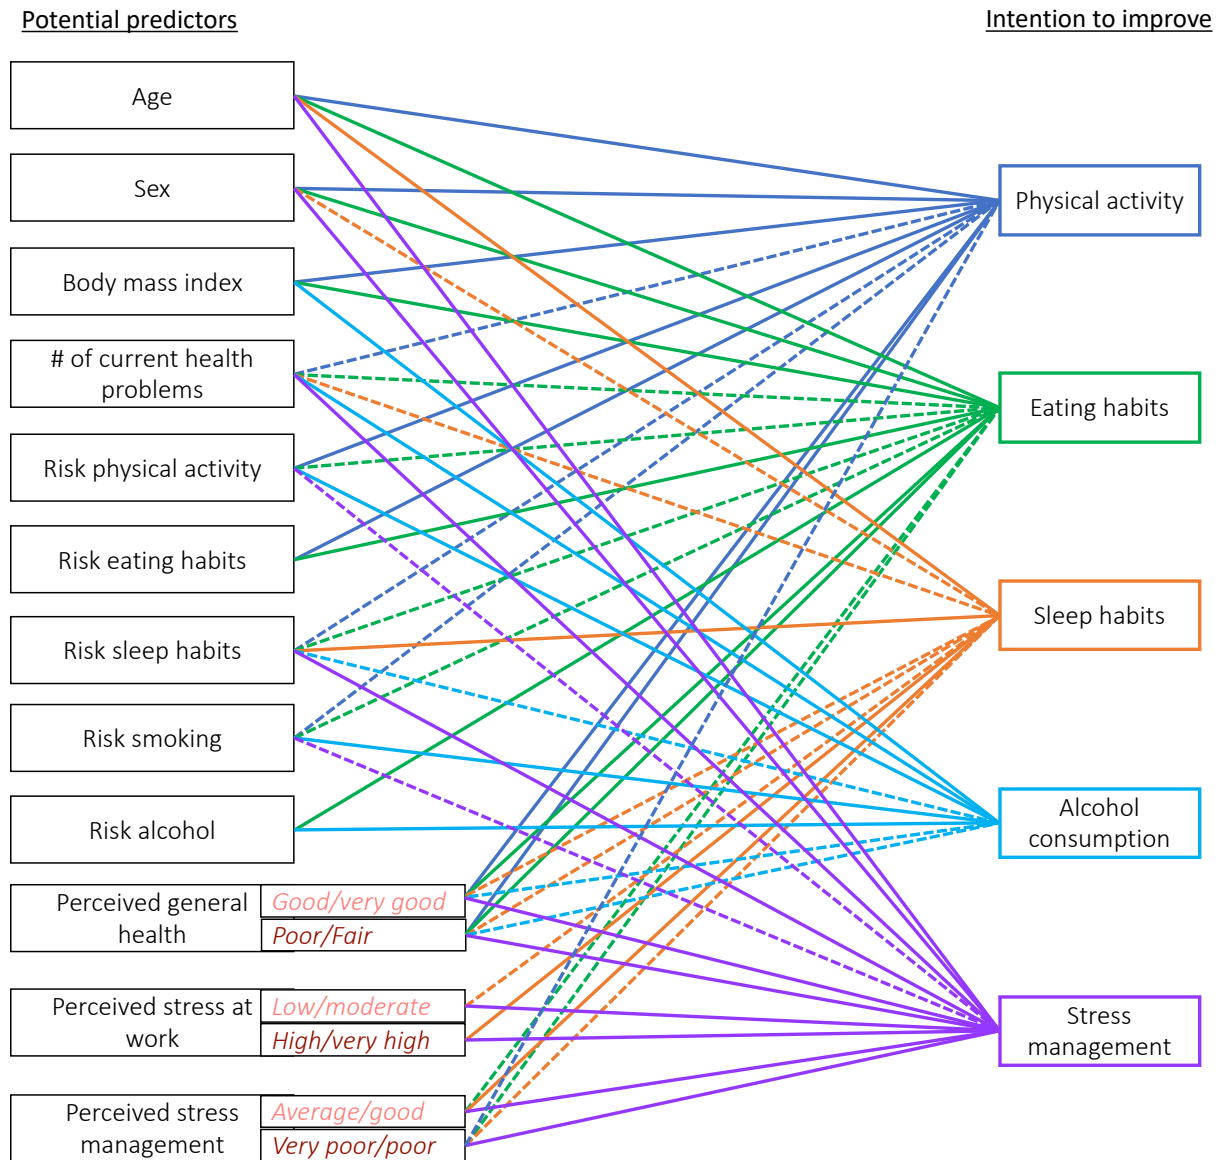 Potential predictors
Intention to improve
Age
Sex
Body mass index
# of current health
problems
Risk physical activity
Risk eating habits
Risk sleep habits
Risk smoking
Risk alcohol
Perceived general
health
Good/very good
Poor/Fair
Perceived stress at
work
Low/moderate
High/very high
Perceived stress
management
Average/good
Very poor/poor
Physical activity
Eating habits
Sleep habits
Alcohol
consumption
Stress
management